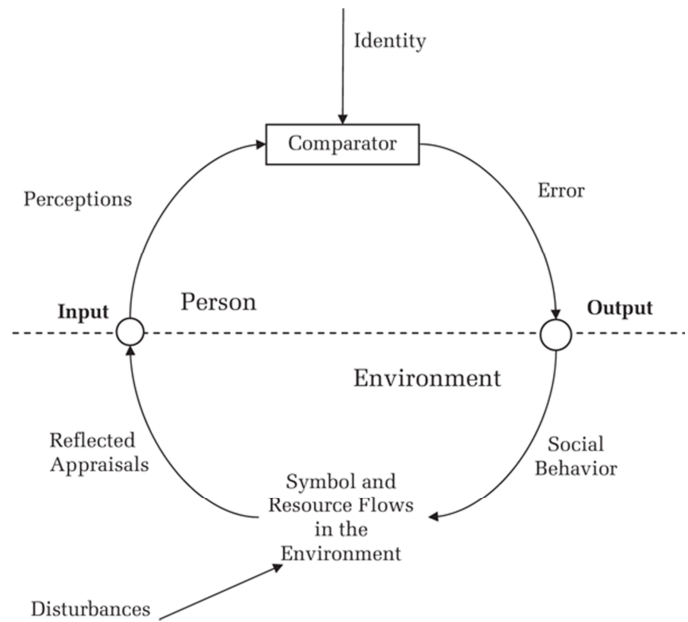 Identity
Comparator
Perceptions
Error
Input
Person
Output
Environment
Reflected
Appraisals
Social
Behavior
Symbol and
Resource Flows
in the
Environment
Disturbances